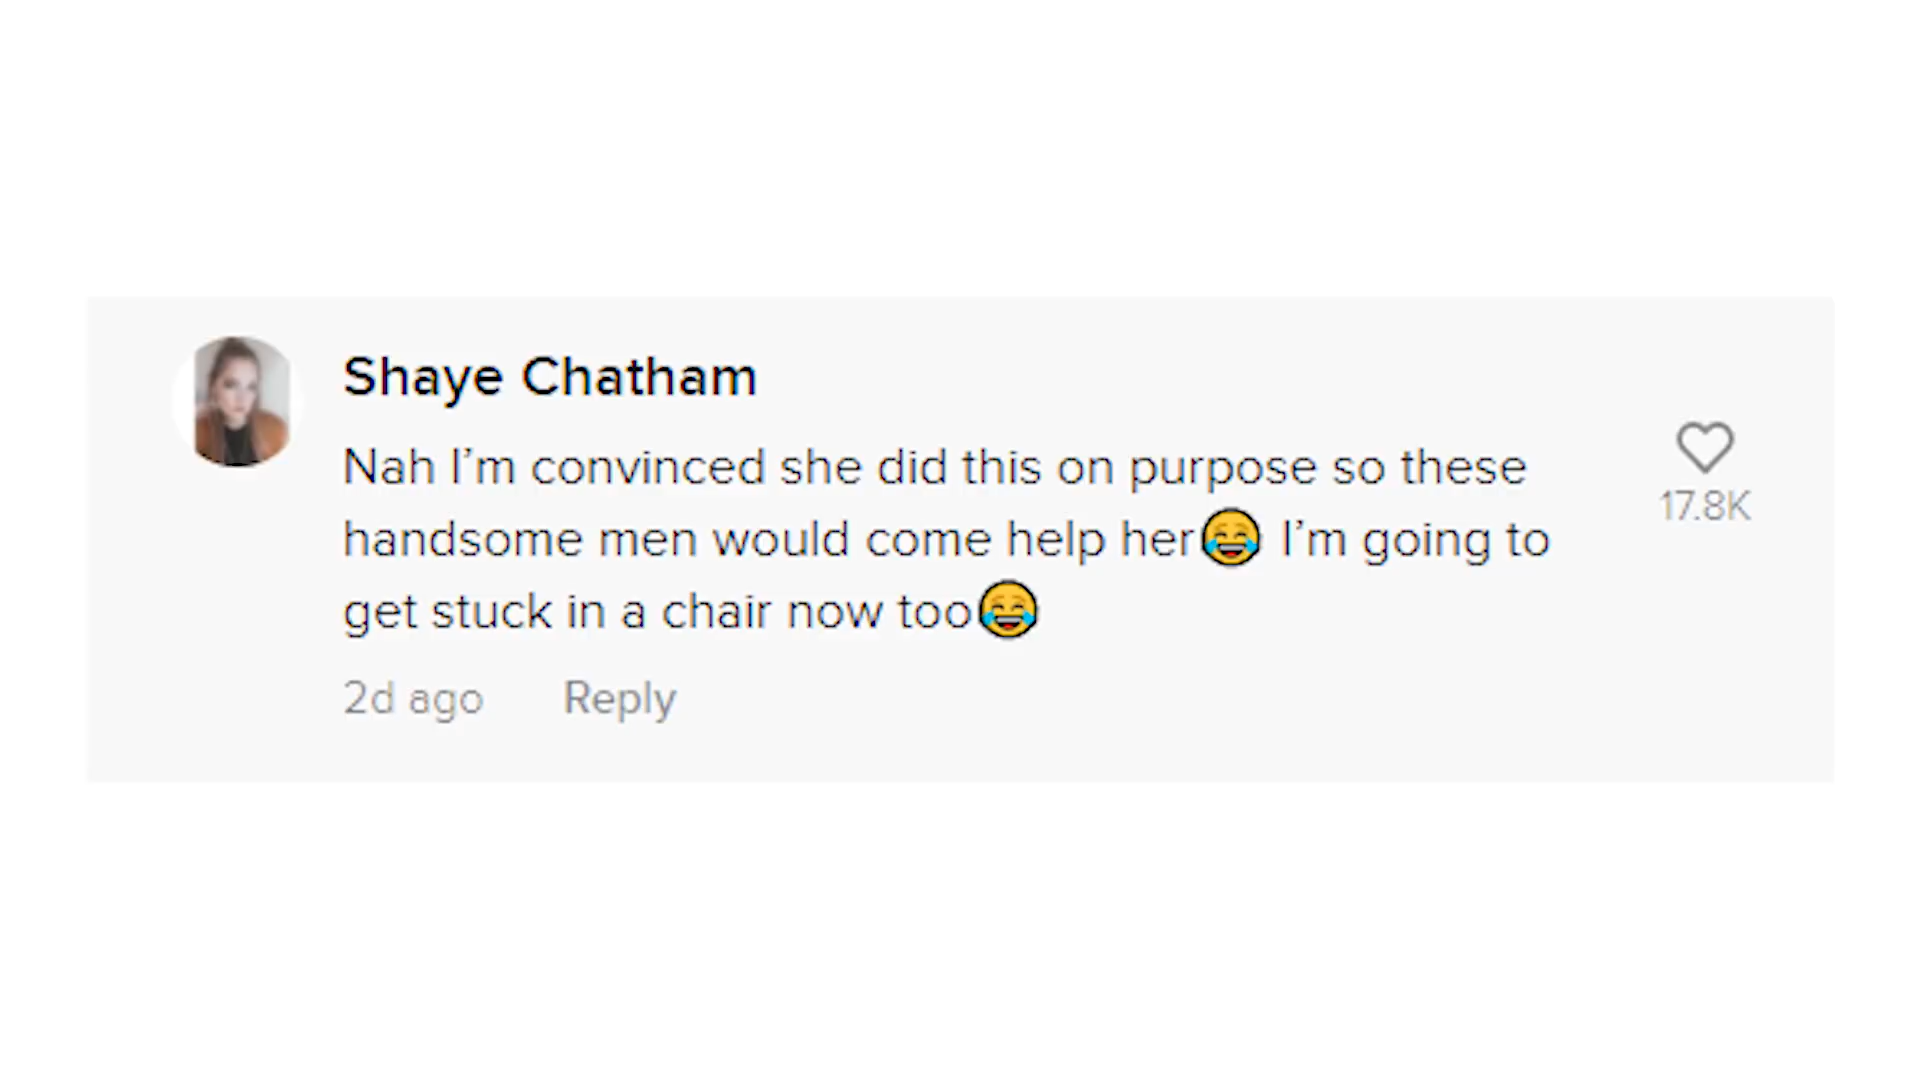 Shaye Chatham
Nah I’m convinced she did this on purpose so these
handsome men would come help her😂 I’m going to
get stuck in a chair now too😂
17.8K
2d ago Reply